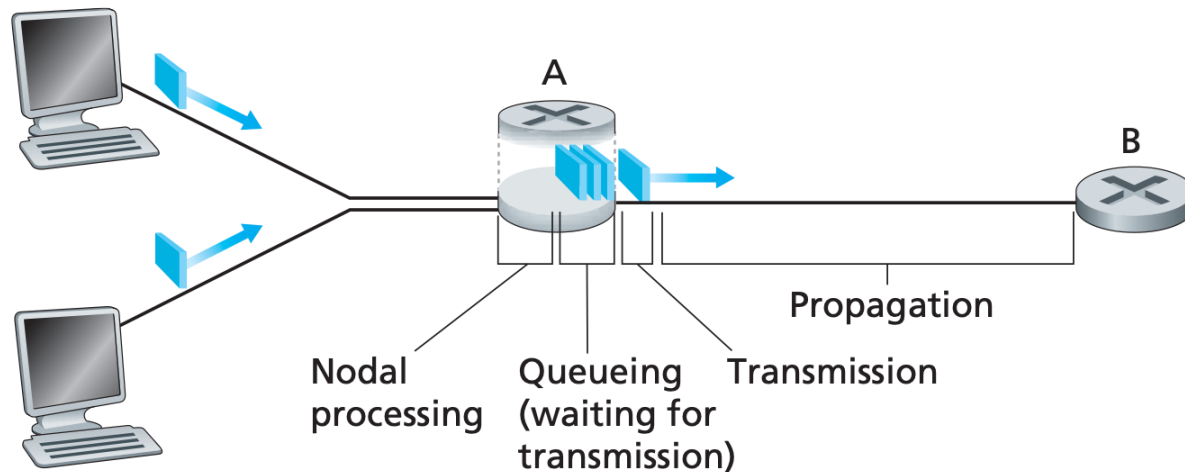 A
B
Propagation
Nodal
processing
Queueing
(waiting for
transmission)
Transmission